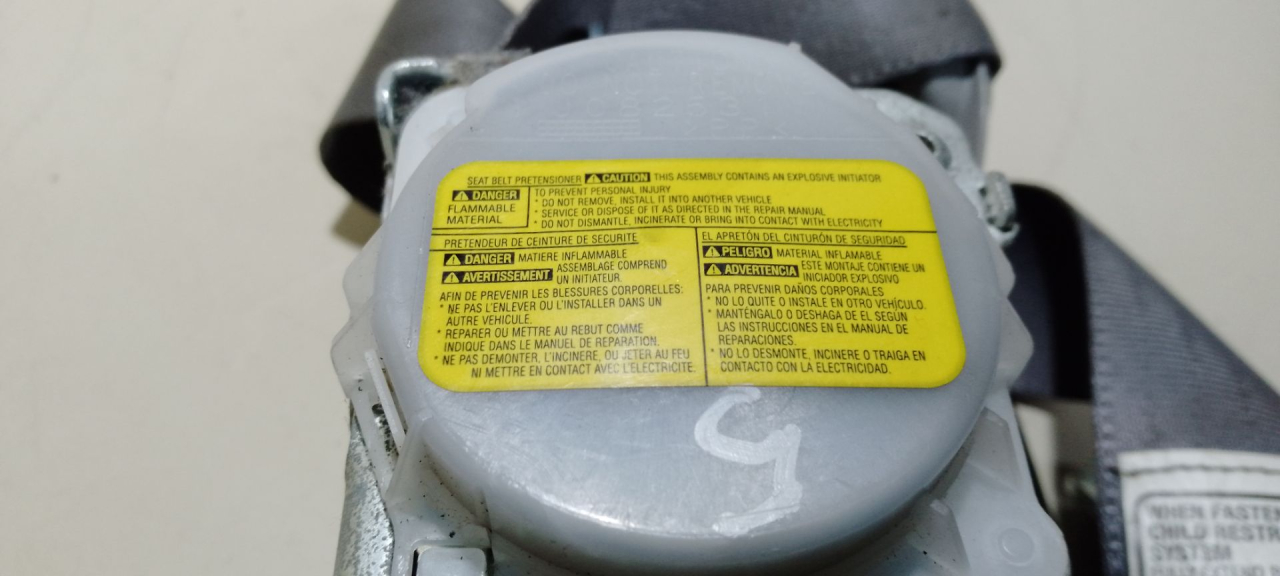 SEAT BELT PRETENSIONER CAUTION THIS ASSEMBLY CONTAINS AN EXPLOSIVE INITIATOR
DANGER
FLAMMABLE
MATERIAL
TO PREVENT PERSONAL INJURY
* DO NOT REMOVE, INSTALL IT INTO ANOTHER VEHICLE
* SERVICE OR DISPOSE OF IT AS DIRECTED IN THE REPAIR MANUAL
* DO NOT DISMANTLE, INCINERATE OR BRING INTO CONTACT WITH ELECTRICITY
PRETENDEUR DE CEINTURE DE SECURITE
DANGER MATIERE INFLAMMABLE
AVERTISSEMENT ASSEMBLAGE COMPREND
UN INITIATEUR.
AFIN DE PREVENIR LES BLESSURES CORPORELLES:
* NE PAS L'ENLEVER OU L'INSTALLER DANS UN
AUTRE VEHICULE.
* REPARER OU METTRE AU REBUT COMME
INDIQUE DANS LE MANUEL DE REPARATION.
* NE PAS DEMONTER, L'INCINERE, OU JETER AU FEU
NI METTRE EN CONTACT AVEC L'ELECTRICITE.
EL APRETÓN DEL CINTURÓN DE SEGURIDAD
PELIGRO MATERIAL INFLAMABLE
ADVERTENCIA ESTE MONTAJE CONTIENE UN
INICIADOR EXPLOSIVO
PARA PREVENIR DAÑOS CORPORALES
* NO LO QUITE O INSTALE EN OTRO VEHÍCULO.
* MANTÉNGALO O DESHAGA DE EL SEGÚN
LAS INSTRUCCIONES EN EL MANUAL DE
REPARACIONES.
* NO LO DESMONTE, INCINERE O TRAIGA EN
CONTACTO CON LA ELECTRICIDAD.
WHEN
CHILD
SYSTEM